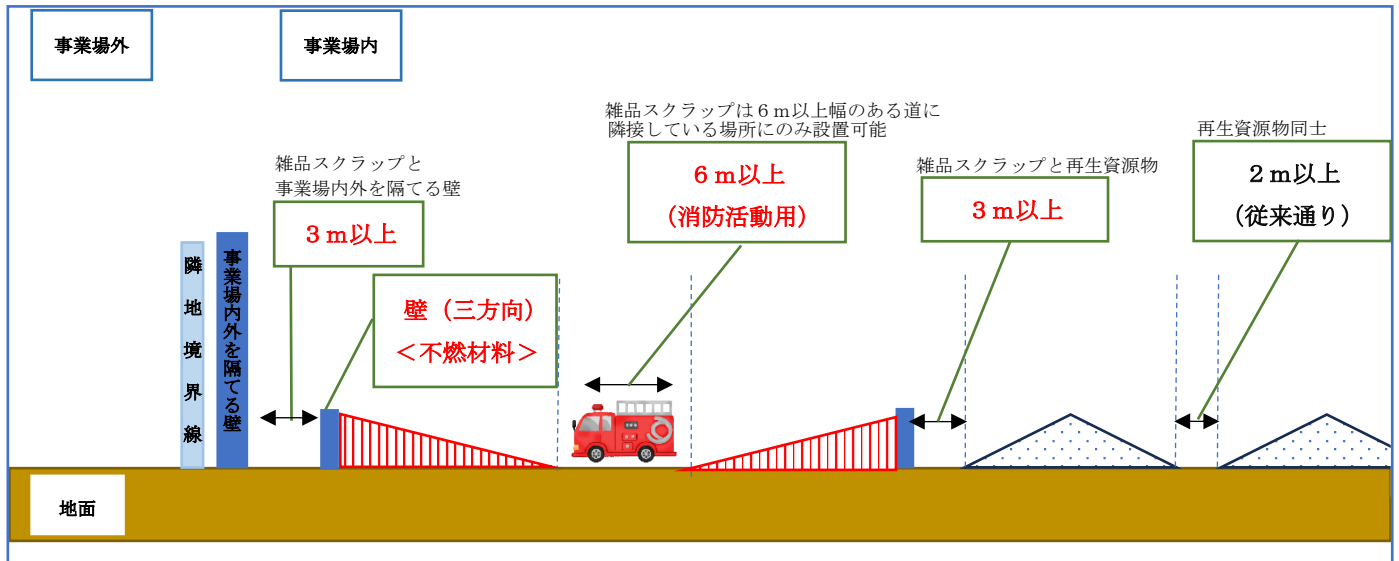 事業場外
事業場内
雑品スクラップは６ｍ以上幅のある道に
隣接している場所にのみ設置可能
再生資源物同士
雑品スクラップと
事業場内外を隔てる壁
雑品スクラップと再生資源物
３ｍ以上
６ｍ以上
（消防活動用）
３ｍ以上
２ｍ以上
（従来通り）
隣地境界線
事業場内外を隔てる壁
壁（三方向）
＜不燃材料＞
地面